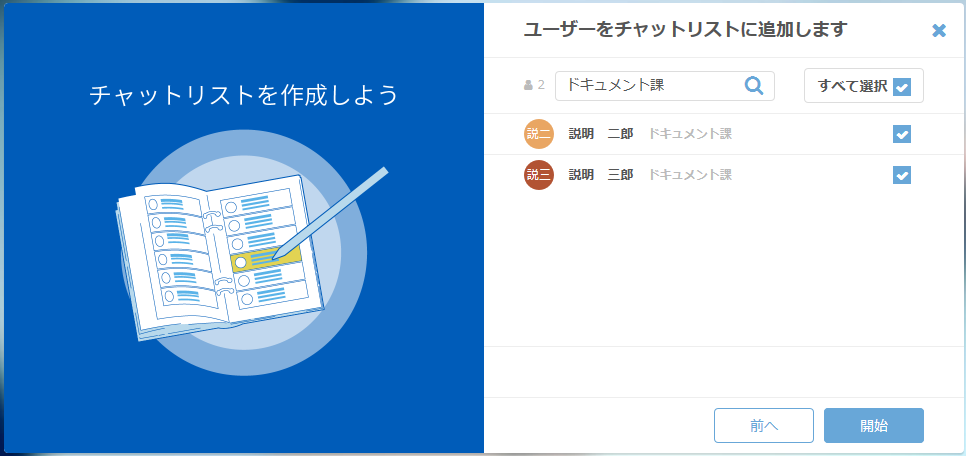 チャットリストを作成しよう
ユーザーをチャットリストに追加します
2 ドキュメント課 すべて選択
説二 説明　二郎 ドキュメント課
説三 説明　三郎 ドキュメント課
前へ 開始